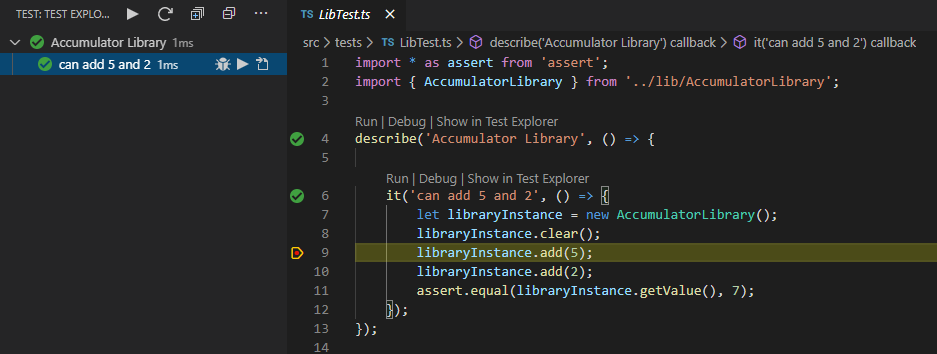 TEST: TEST EXPLO... ...
Accumulator Library 1ms
can add 5 and 2 1ms
TS LibTest.ts ×
src > tests > TS LibTest.ts > describe('Accumulator Library') callback > it('can add 5 and 2') callback
1 import * as assert from 'assert';
2 import { AccumulatorLibrary } from '../lib/AccumulatorLibrary';
3
Run | Debug | Show in Test Explorer
4 describe('Accumulator Library', () => {
5
Run | Debug | Show in Test Explorer
6 it('can add 5 and 2', () => {
7 let libraryInstance = new AccumulatorLibrary();
8 libraryInstance.clear();
9 libraryInstance.add(5);
10 libraryInstance.add(2);
11 assert.equal(libraryInstance.getValue(), 7);
12 });
13 });
14